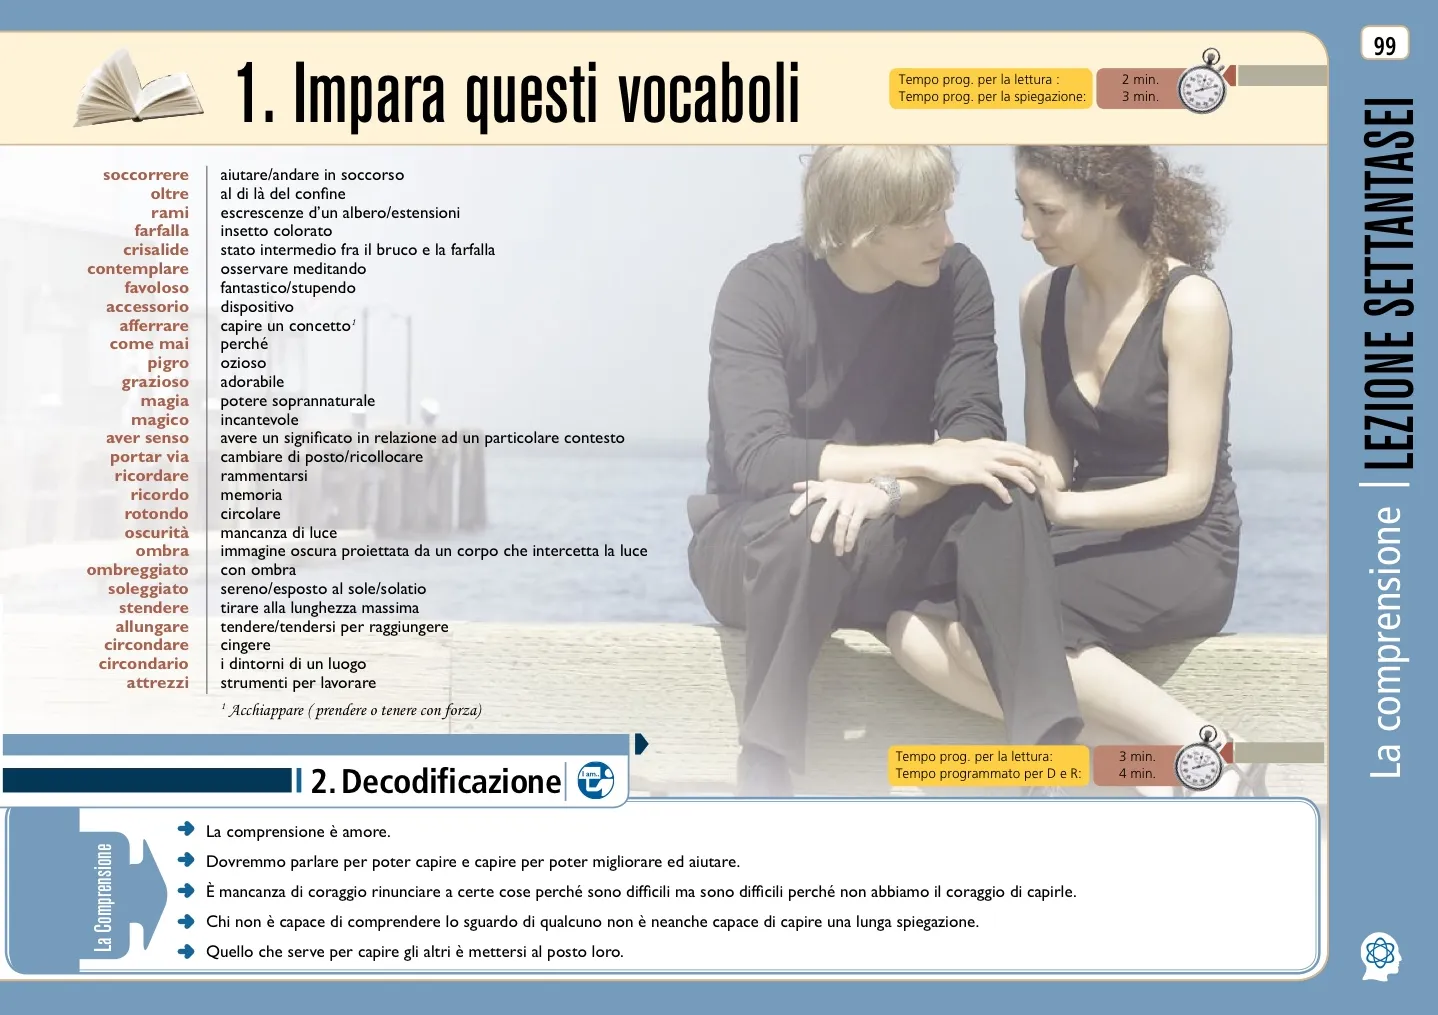 99
1. Impara questi vocaboli
Tempo prog. per la lettura : 2 min.
Tempo prog. per la spiegazione: 3 min.
soccorrere aiutare/andare in soccorso
oltre al di là del confine
rami escrescenze d'un albero/estensioni
farfalla insetto colorato
crisalide stato intermedio fra il bruco e la farfalla
contemplare osservare meditando
favoloso fantastico/stupendo
accessorio dispositivo
afferrare capire un concetto¹
come mai perché
pigro ozioso
grazioso adorabile
magia potere soprannaturale
magico incantevole
aver senso avere un significato in relazione ad un particolare contesto
portar via cambiare di posto/ricollocare
ricordare rammentarsi
ricordo memoria
rotondo circolare
oscurità mancanza di luce
ombra immagine oscura proiettata da un corpo che intercetta la luce
ombreggiato con ombra
soleggiato sereno/esposto al sole/solatio
stendere tirare alla lunghezza massima
allungare tendere/tendersi per raggiungere
circondare cingere
circondario i dintorni di un luogo
attrezzi strumenti per lavorare
¹ Acchiappare ( prendere o tenere con forza)
2. Decodificazione
I am..
Tempo prog. per la lettura: 3 min.
Tempo programmato per D e R: 4 min.
La Comprensione
La comprensione è amore.
Dovremmo parlare per poter capire e capire per poter migliorare ed aiutare.
È mancanza di coraggio rinunciare a certe cose perché sono difficili ma sono difficili perché non abbiamo il coraggio di capirle.
Chi non è capace di comprendere lo sguardo di qualcuno non è neanche capace di capire una lunga spiegazione.
Quello che serve per capire gli altri è mettersi al posto loro.
La comprensione | LEZIONE SETTANTASEI